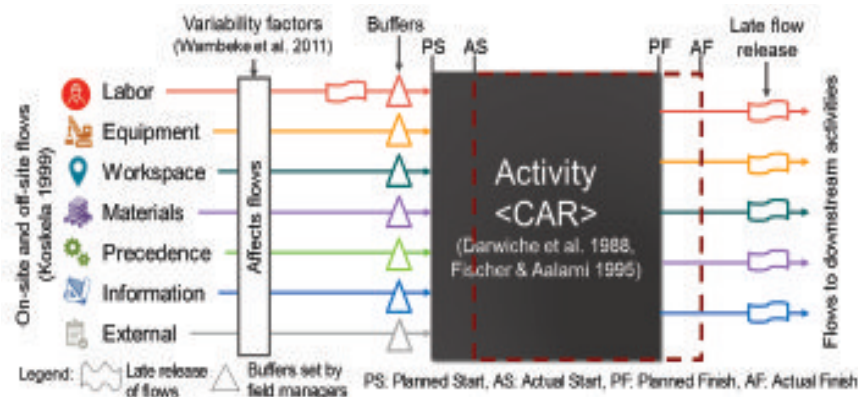 Variability factors
(Wambeke et al. 2011)
Buffers
PS
AS
PF
AF
Late flow
release
On-site and off-site flows
(Koskela 1999)
Labor
Equipment
Workspace
Materials
Precedence
Information
External
Affects flows
Activity
<CAR>
(Darwiche et al. 1988,
Fischer & Aalami 1995)
Flows to downstream activities
Legend:
Late release
of flows
Buffers set by
field managers
PS: Planned Start, AS: Actual Start, PF: Planned Finish, AF: Actual Finish